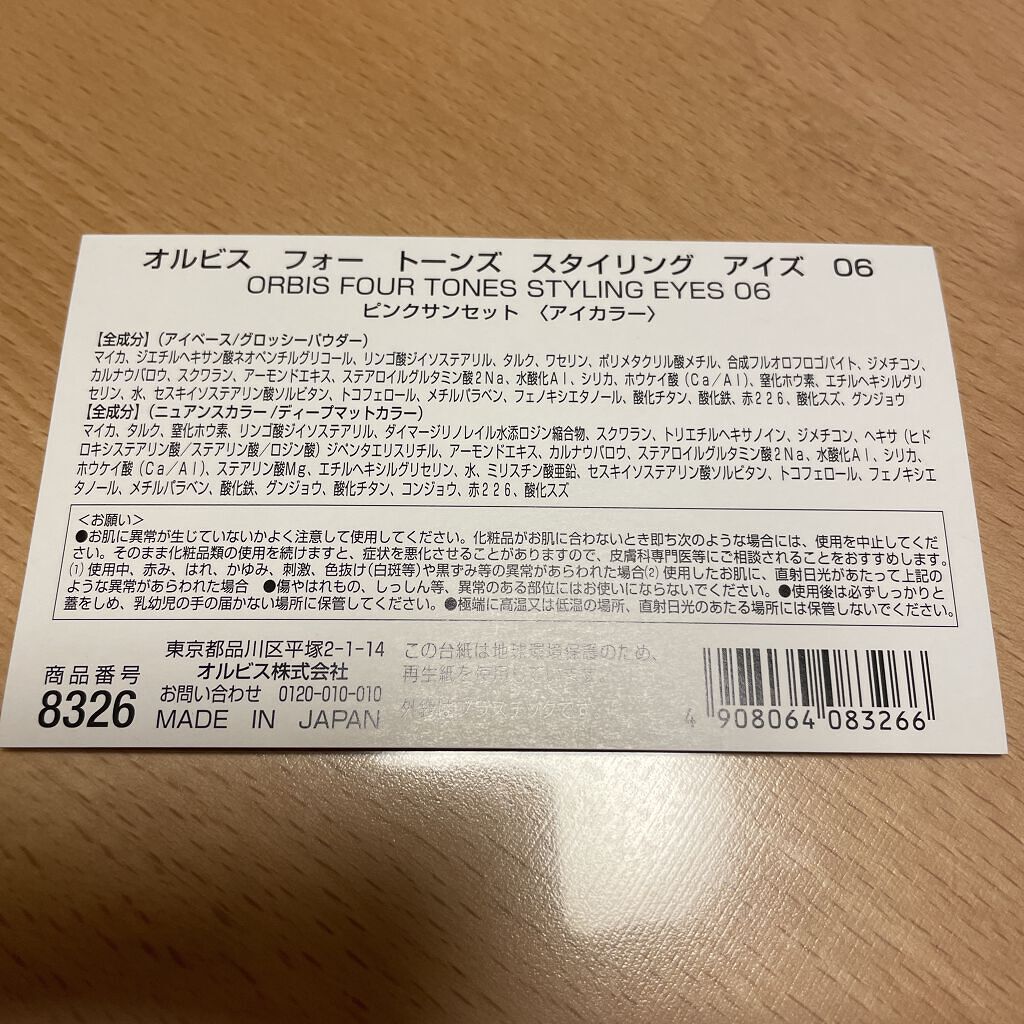 オルビス フォー トーンズ スタイリング アイズ 06
ORBIS FOUR TONES STYLING EYES 06
ピンクサンセット 〈アイカラー〉
【全成分】(アイベース/グロッシーパウダー)
マイカ、ジエチルヘキサン酸ネオペンチルグリコール、リンゴ酸ジイソステアリル、タルク、ワセリン、ポリメタクリル酸メチル、合成フルオロフロゴパイト、ジメチコン、
カルナウバロウ、スクワラン、アーモンドエキス、ステアロイルグルタミン酸2Na、水酸化Al、シリカ、ホウケイ酸(Ca/Al)、窒化ホウ素、エチルヘキシルグリ
セリン、水、セスキイソステアリン酸ソルビタン、トコフェロール、メチルパラベン、フェノキシエタノール、酸化チタン、酸化鉄、赤226、酸化スズ、グンジョウ
【全成分】(ニュアンスカラー/ディープマットカラー)
マイカ、タルク、窒化ホウ素、リンゴ酸ジイソステアリル、ダイマージリノレイル水添ロジン縮合物、スクワラン、トリエチルヘキサノイン、ジメチコン、ヘキサ(ヒド
ロキシステアリン酸/ステアリン酸/ロジン酸)ジペンタエリスリチル、アーモンドエキス、カルナウバロウ、ステアロイルグルタミン酸2Na、水酸化Al、シリカ、
ホウケイ酸(Ca/Al)、ステアリン酸Mg、エチルヘキシルグリセリン、水、ミリスチン酸亜鉛、セスキイソステアリン酸ソルビタン、トコフェロール、フェノキシエ
タノール、メチルパラベン、酸化鉄、グンジョウ、酸化チタン、コンジョウ、赤226、酸化スズ
〈お願い〉
●お肌に異常が生じていないかよく注意して使用してください。化粧品がお肌に合わないとき即ち次のような場合には、使用を中止してくだ
さい。そのまま化粧品類の使用を続けますと、症状を悪化させることがありますので、皮膚科専門医等にご相談されることをおすすめします。
(1)使用中、赤み、はれ、かゆみ、刺激、色抜け(白斑等)や黒ずみ等の異常があらわれた場合(2)使用したお肌に、直射日光があたって上記の
ような異常があらわれた場合 ●傷やはれもの、しっしん等、異常のある部位にはお使いにならないでください。●使用後は必ずしっかりと
蓋をしめ、乳幼児の手の届かない場所に保管してください。●極端に高温又は低温の場所、直射日光のあたる場所には保管しないでください。
商品番号
8326
東京都品川区平塚2-1-14
オルビス株式会社
お問い合わせ 0120-010-010
MADE IN JAPAN
この台紙は地球環境保護のため、
再生紙を使用
4 908064 083266